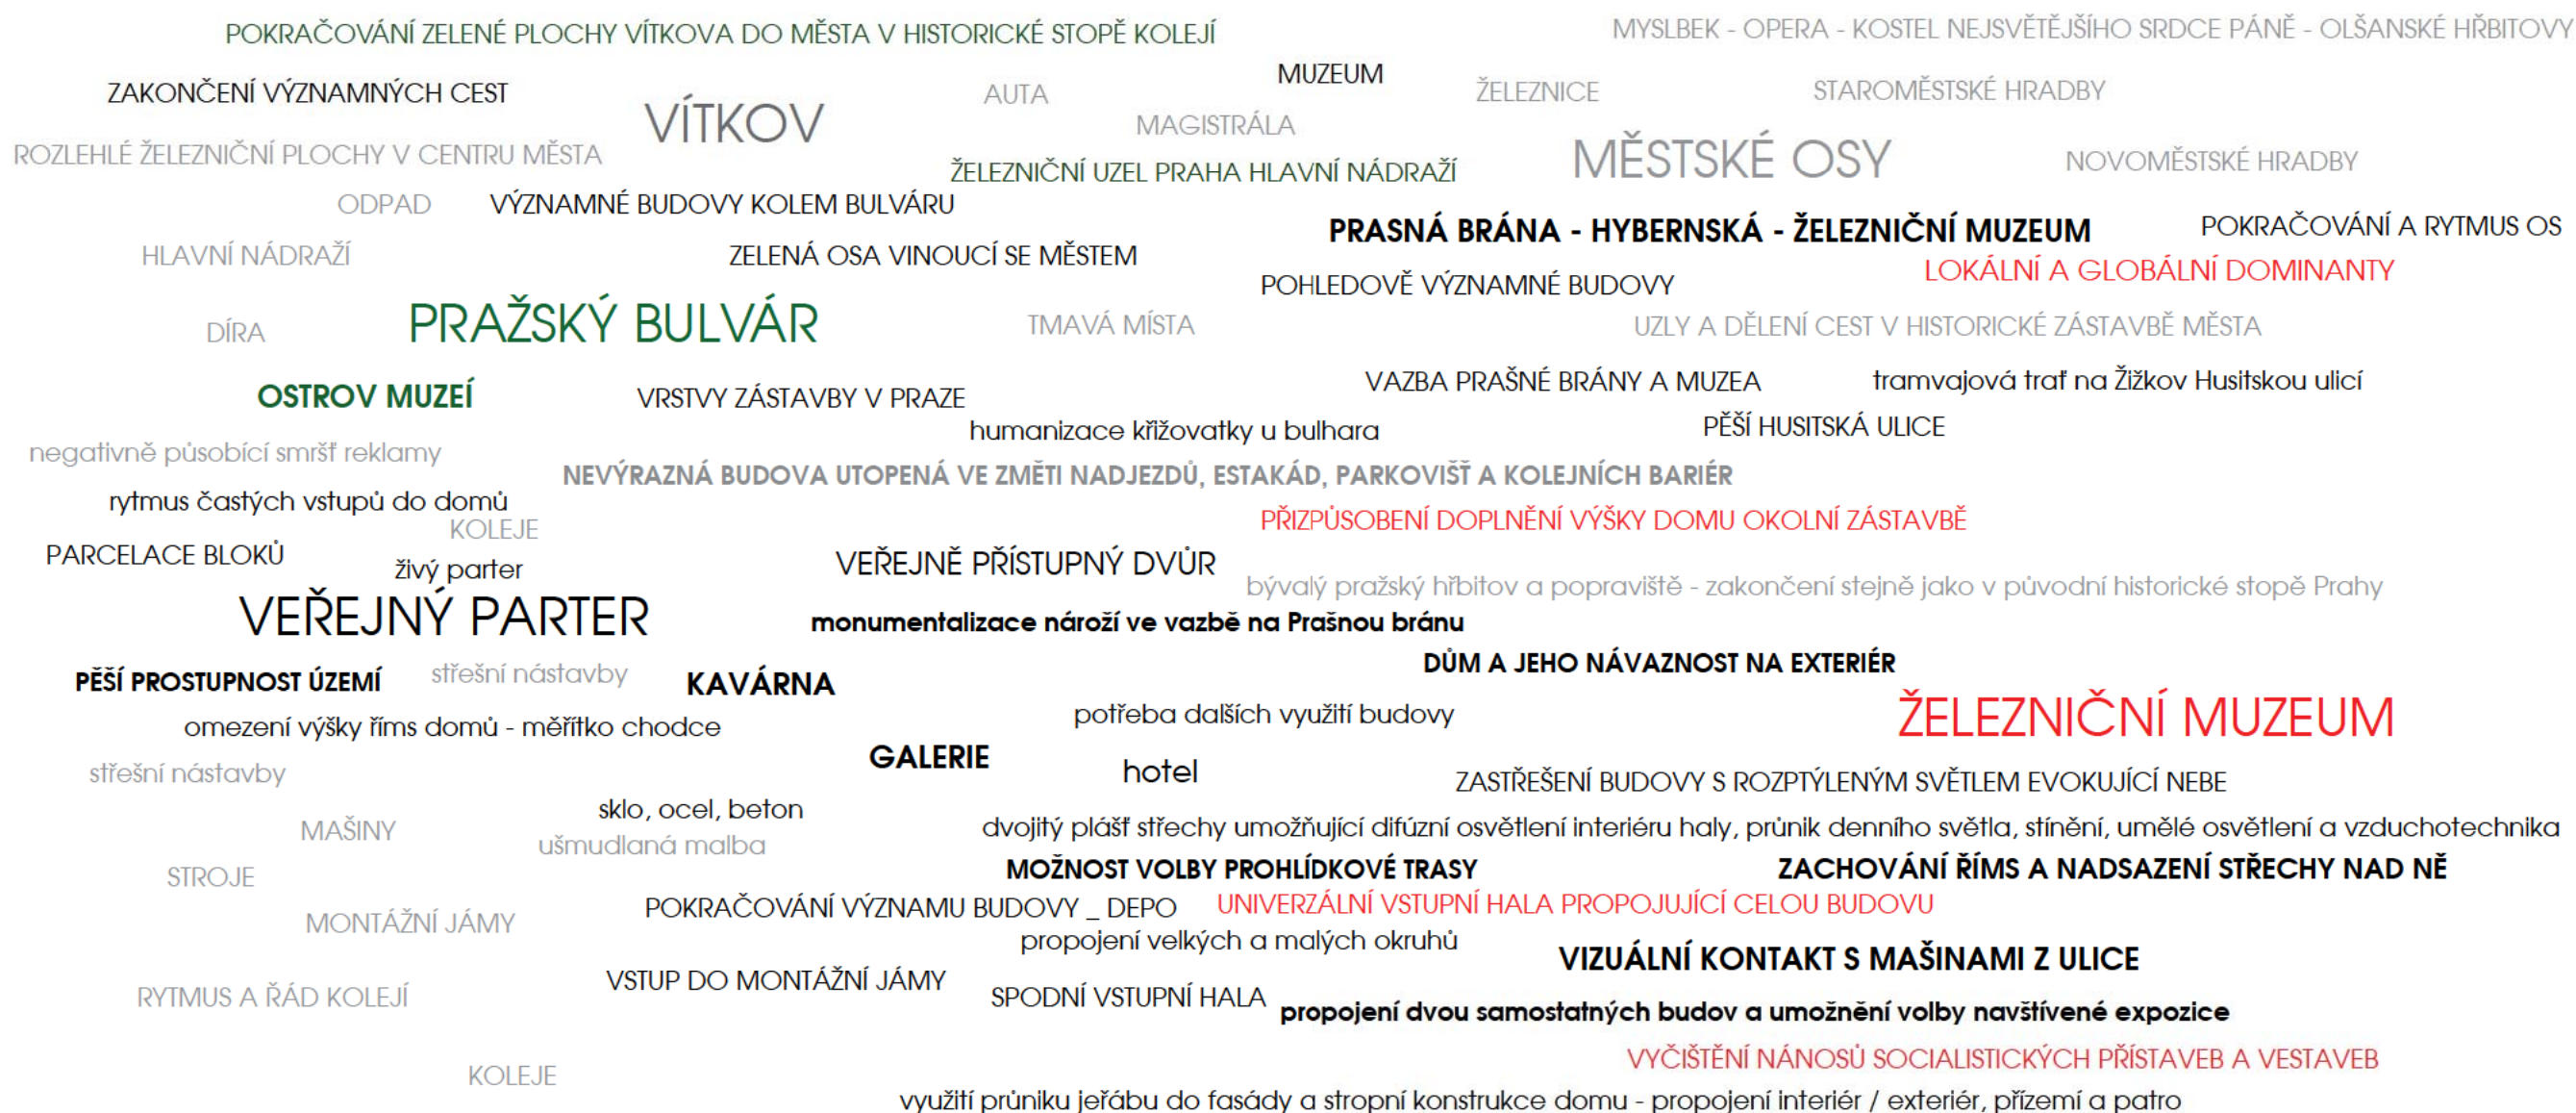 POKRAČOVÁNÍ ZELENÉ PLOCHY VÍTKOVA DO MĚSTA V HISTORICKÉ STOPĚ KOLEJÍ
MYSLBEK - OPERA - KOSTEL NEJSVĚTĚJŠÍHO SRDCE PÁNĚ - OLŠANSKÉ HŘBITOVY
MUZEUM
ZAKONČENÍ VÝZNAMNÝCH CEST
AUTA
ŽELEZNICE
STAROMĚSTSKÉ HRADBY
VÍTKOV
MAGISTRÁLA
ROZLEHLÉ ŽELEZNIČNÍ PLOCHY V CENTRU MĚSTA
MĚSTSKÉ OSY
NOVOMĚSTSKÉ HRADBY
ŽELEZNIČNÍ UZEL PRAHA HLAVNÍ NÁDRAŽÍ
ODPAD
VÝZNAMNÉ BUDOVY KOLEM BULVÁRU
PRASNÁ BRÁNA - HYBERNSKÁ - ŽELEZNIČNÍ MUZEUM
POKRAČOVÁNÍ A RYTMUS OS
HLAVNÍ NÁDRAŽÍ
ZELENÁ OSA VINOUCÍ SE MĚSTEM
LOKÁLNÍ A GLOBÁLNÍ DOMINANTY
POHLEDOVĚ VÝZNAMNÉ BUDOVY
DÍRA
PRAŽSKÝ BULVÁR
TMAVÁ MÍSTA
UZLY A DĚLENÍ CEST V HISTORICKÉ ZÁSTAVBĚ MĚSTA
OSTROV MUZEÍ
VRSTVY ZÁSTAVBY V PRAZE
VAZBA PRAŠNÉ BRÁNY A MUZEA
tramvajová trať na Žižkov Husitskou ulicí
humanizace křižovatky u bulhara
PĚŠÍ HUSITSKÁ ULICE
negativně působící smršť reklamy
NEVÝRAZNÁ BUDOVA UTOPENÁ VE ZMĚTI NADJEZDŮ, ESTAKÁD, PARKOVIŠŤ A KOLEJNÍCH BARIÉR
rytmus častých vstupů do domů
KOLEJE
PŘIZPŮSOBENÍ DOPLNĚNÍ VÝŠKY DOMU OKOLNÍ ZÁSTAVBĚ
PARCELACE BLOKŮ
živý parter
VEŘEJNĚ PŘÍSTUPNÝ DVŮR
bývalý pražský hřbitov a popraviště - zakončení stejně jako v původní historické stopě Prahy
VEŘEJNÝ PARTER
monumentalizace nároží ve vazbě na Prašnou bránu
DŮM A JEHO NÁVAZNOST NA EXTERIÉR
PĚŠÍ PROSTUPNOST ÚZEMÍ
střešní nástavby
KAVÁRNA
potřeba dalších využití budovy
ŽELEZNIČNÍ MUZEUM
omezení výšky říms domů - měřítko chodce
GALERIE
hotel
střešní nástavby
ZASTŘEŠENÍ BUDOVY S ROZPTÝLENÝM SVĚTLEM EVOKUJÍCÍ NEBE
sklo, ocel, beton
MAŠINY
ušmudlaná malba
dvojitý plášť střechy umožňující difúzní osvětlení interiéru haly, průnik denního světla, stínění, umělé osvětlení a vzduchotechnika
STROJE
MOŽNOST VOLBY PROHLÍDKOVÉ TRASY
ZACHOVÁNÍ ŘÍMS A NADSAZENÍ STŘECHY NAD NĚ
POKRAČOVÁNÍ VÝZNAMU BUDOVY _ DEPO
UNIVERZÁLNÍ VSTUPNÍ HALA PROPOJUJÍCÍ CELOU BUDOVU
MONTÁŽNÍ JÁMY
propojení velkých a malých okruhů
VIZUÁLNÍ KONTAKT S MAŠINAMI Z ULICE
VSTUP DO MONTÁŽNÍ JÁMY
RYTMUS A ŘÁD KOLEJÍ
SPODNÍ VSTUPNÍ HALA
propojení dvou samostatných budov a umožnění volby navštívené expozice
VYČIŠTĚNÍ NÁNOSŮ SOCIALISTICKÝCH PŘÍSTAVEB A VESTAVEB
KOLEJE
využití průniku jeřábu do fasády a stropní konstrukce domu - propojení interiér / exteriér, přízemí a patro